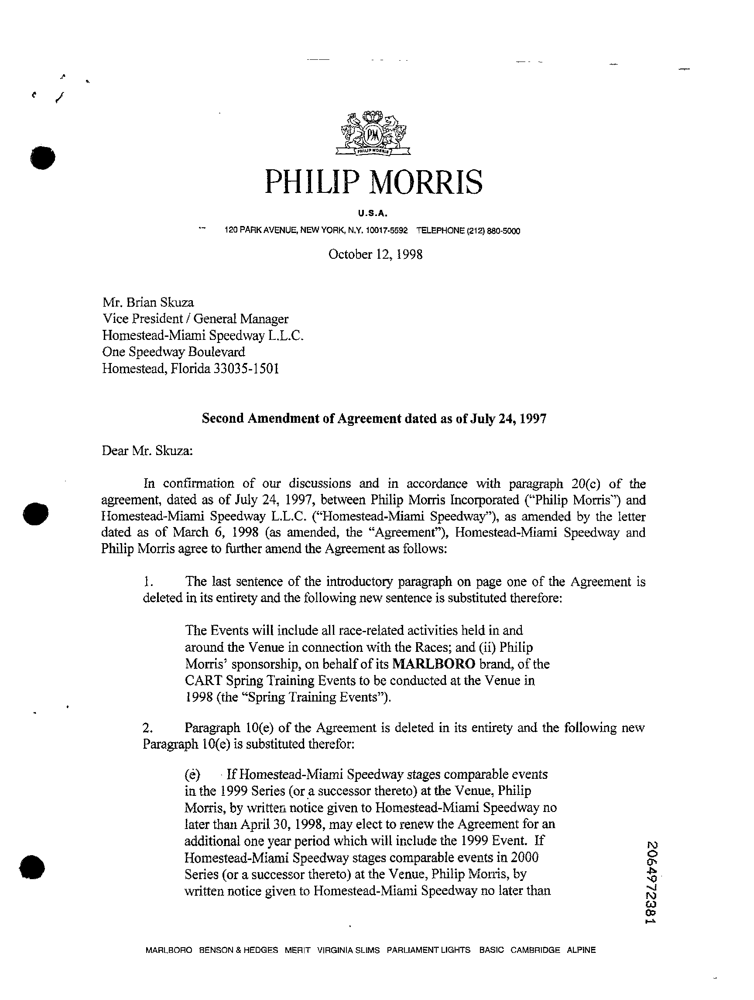 PM
PHILIP MORRIS
PHILIP MORRIS
U.S.A.
120 PARK AVENUE, NEW YORK, N.Y. 10017-5592 TELEPHONE (212) 880-5000
October 12, 1998
Mr. Brian Skuza
Vice President / General Manager
Homestead-Miami Speedway L.L.C.
One Speedway Boulevard
Homestead, Florida 33035-1501
Second Amendment of Agreement dated as of July 24, 1997
Dear Mr. Skuza:
In confirmation of our discussions and in accordance with paragraph 20(c) of the
agreement, dated as of July 24, 1997, between Philip Morris Incorporated (“Philip Morris”) and
Homestead-Miami Speedway L.L.C. (“Homestead-Miami Speedway”), as amended by the letter
dated as of March 6, 1998 (as amended, the “Agreement”), Homestead-Miami Speedway and
Philip Morris agree to further amend the Agreement as follows:
1. The last sentence of the introductory paragraph on page one of the Agreement is
deleted in its entirety and the following new sentence is substituted therefore:
The Events will include all race-related activities held in and
around the Venue in connection with the Races; and (ii) Philip
Morris’ sponsorship, on behalf of its MARLBORO brand, of the
CART Spring Training Events to be conducted at the Venue in
1998 (the “Spring Training Events”).
2. Paragraph 10(e) of the Agreement is deleted in its entirety and the following new
Paragraph 10(e) is substituted therefor:
(e) If Homestead-Miami Speedway stages comparable events
in the 1999 Series (or a successor thereto) at the Venue, Philip
Morris, by written notice given to Homestead-Miami Speedway no
later than April 30, 1998, may elect to renew the Agreement for an
additional one year period which will include the 1999 Event. If
Homestead-Miami Speedway stages comparable events in 2000
Series (or a successor thereto) at the Venue, Philip Morris, by
written notice given to Homestead-Miami Speedway no later than
2064972381
MARLBORO BENSON & HEDGES MERIT VIRGINIA SLIMS PARLIAMENT LIGHTS BASIC CAMBRIDGE ALPINE